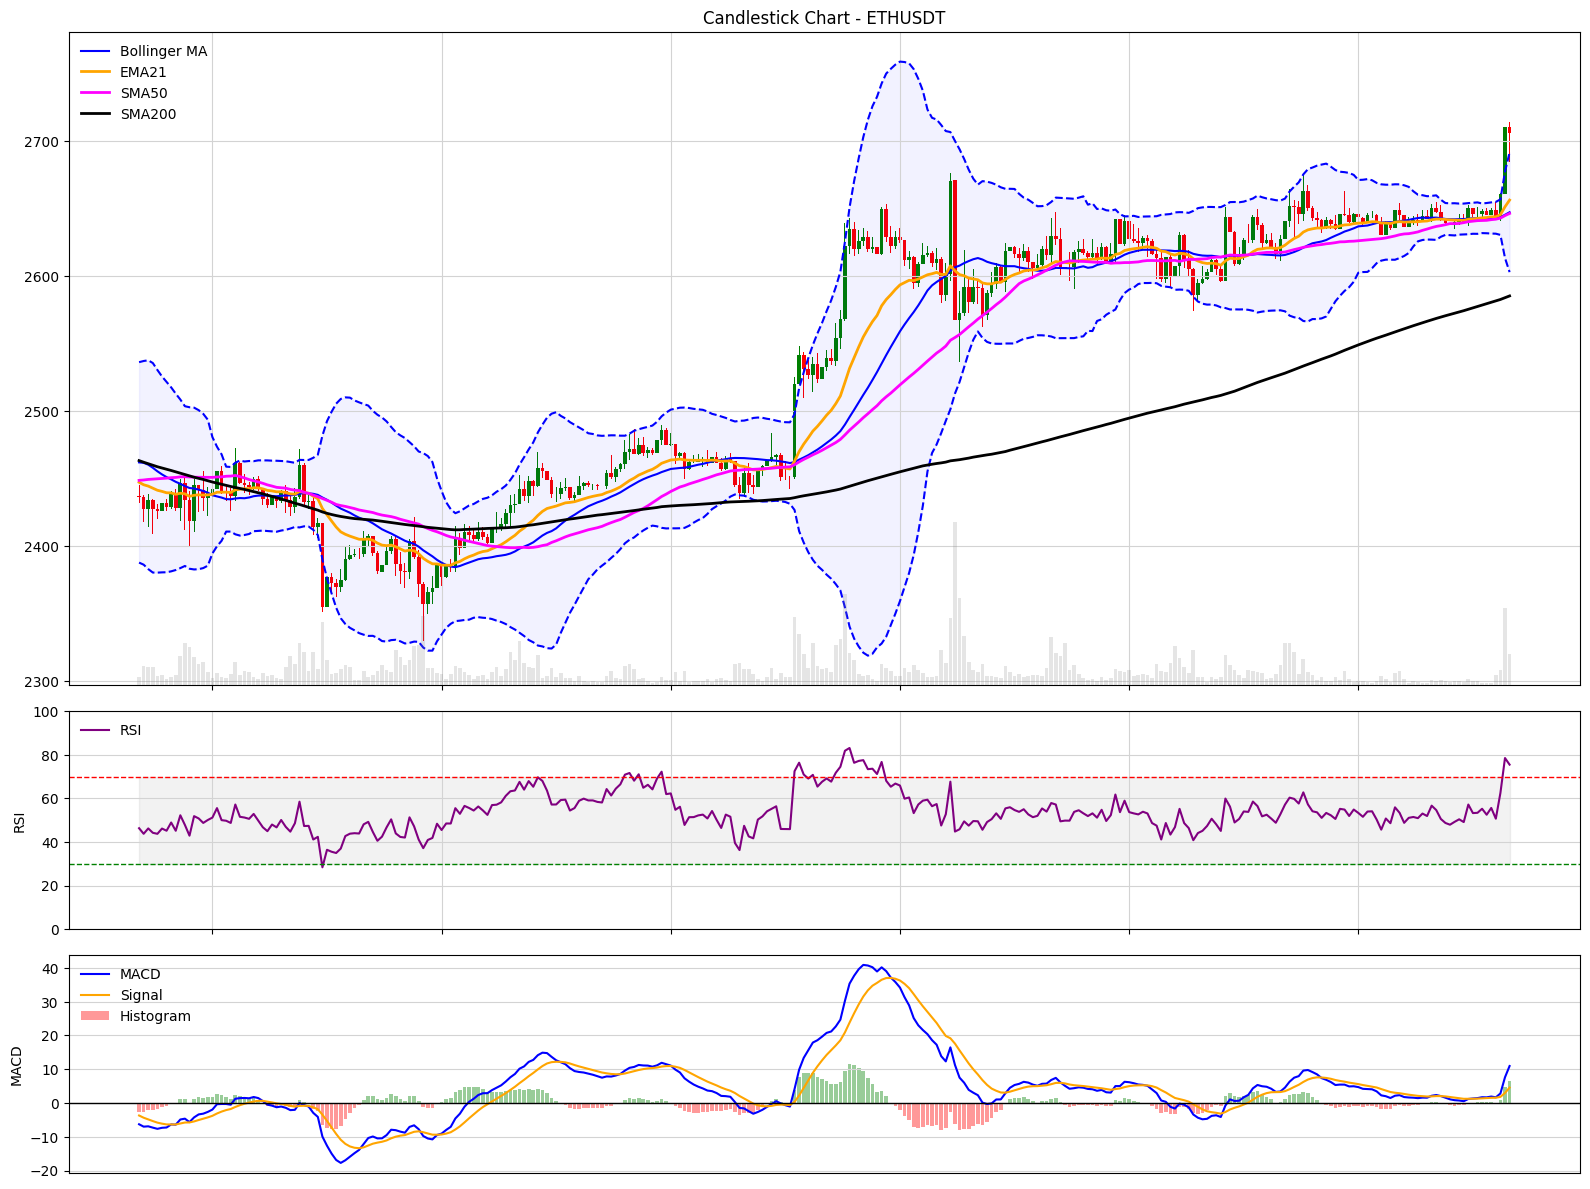 Candlestick Chart - ETHUSDT
Bollinger MA
EMA21
SMA50
SMA200
2700
2600
2500
2400
2300
RSI
100
80
60
40
20
0
RSI
MACD
Signal
Histogram
40
30
20
10
0
−10
−20
MACD